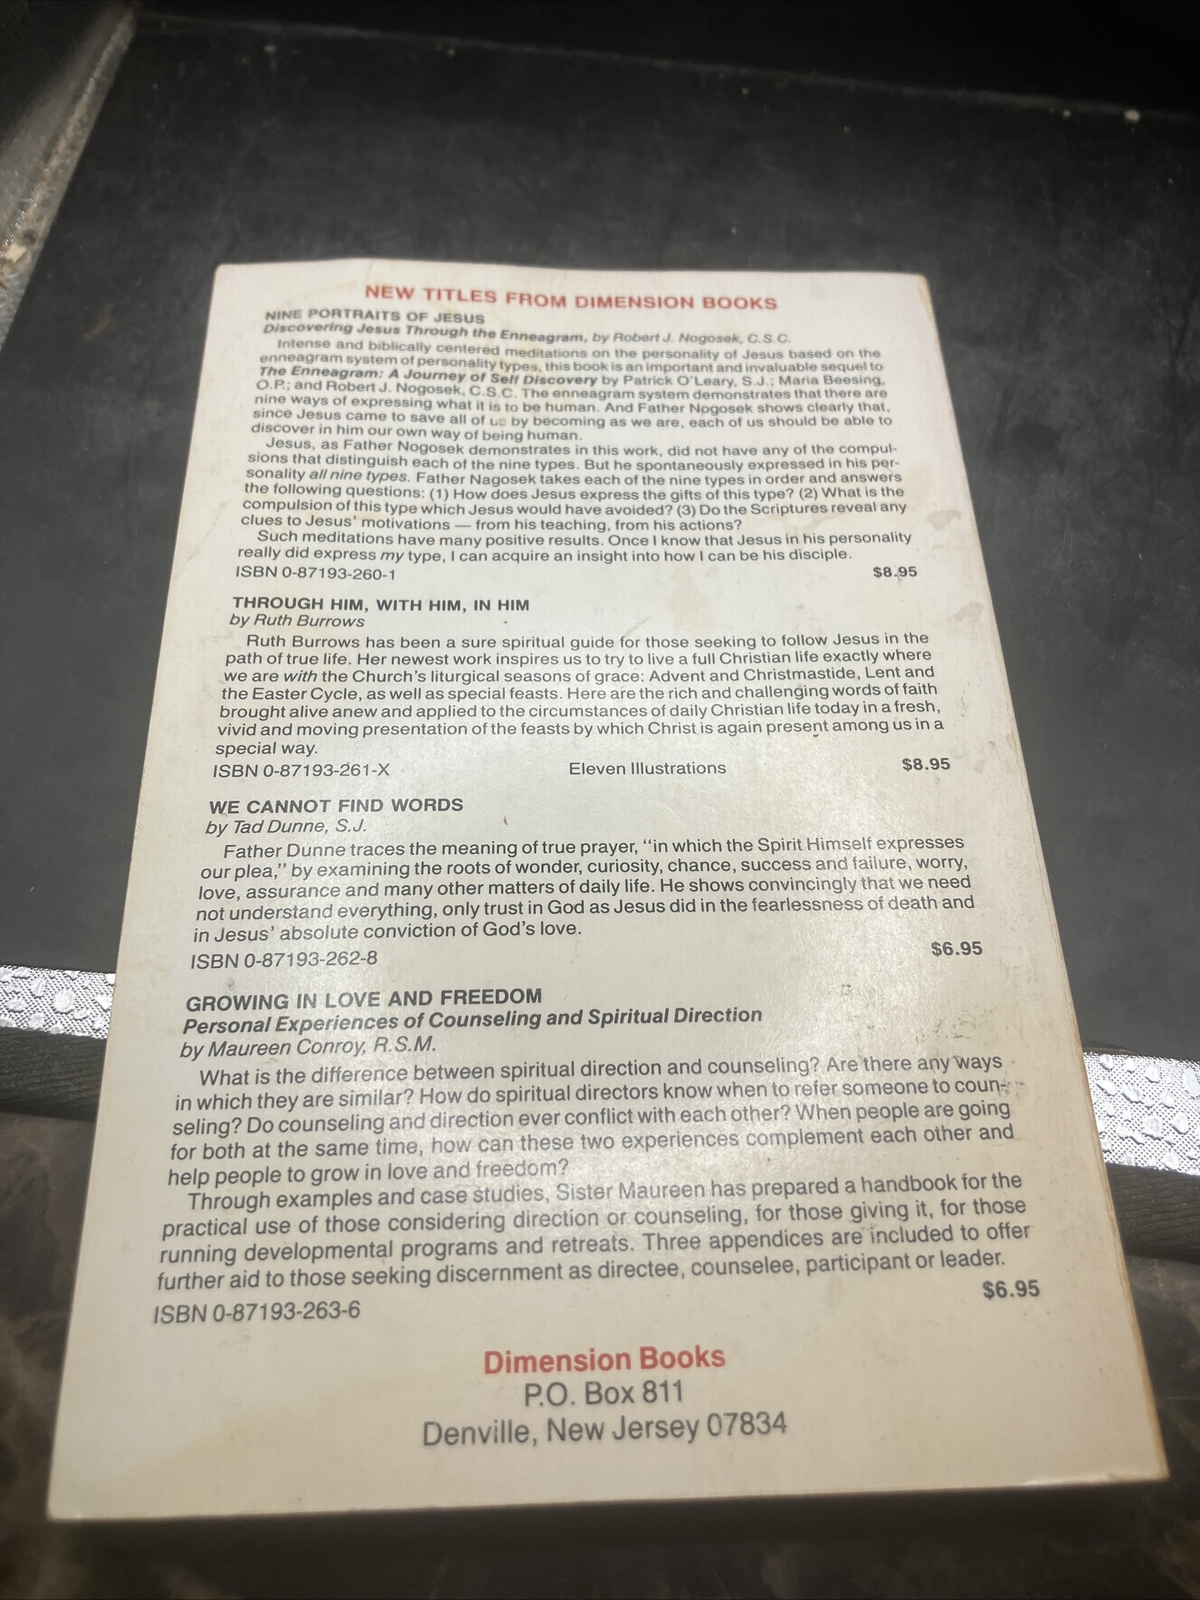 NEW TITLES FROM DIMENSION BOOKS
NINE PORTRAITS OF JESUS
Discovering Jesus Through the Enneagram, by Robert J. Nogosek, C.S.C.
Intense and biblically centered meditations on the personality of Jesus based on the
enneagram system of personality types, this book is an important and invaluable sequel to
The Enneagram: A Journey of Self Discovery by Patrick O'Leary, S.J.; Maria Beesing,
O.P.; and Robert J. Nogosek, C.S.C. The enneagram system demonstrates that there are
nine ways of expressing what it is to be human. And Father Nogosek shows clearly that,
since Jesus came to save all of us by becoming as we are, each of us should be able to
discover in him our own way of being human.
Jesus, as Father Nogosek demonstrates in this work, did not have any of the compul-
sions that distinguish each of the nine types. But he spontaneously expressed in his per-
sonality all nine types. Father Nagosek takes each of the nine types in order and answers
the following questions: (1) How does Jesus express the gifts of this type? (2) What is the
compulsion of this type which Jesus would have avoided? (3) Do the Scriptures reveal any
clues to Jesus' motivations — from his teaching, from his actions?
Such meditations have many positive results. Once I know that Jesus in his personality
really did express my type, I can acquire an insight into how I can be his disciple.
ISBN 0-87193-260-1 $8.95
THROUGH HIM, WITH HIM, IN HIM
by Ruth Burrows
Ruth Burrows has been a sure spiritual guide for those seeking to follow Jesus in the
path of true life. Her newest work inspires us to try to live a full Christian life exactly where
we are with the Church's liturgical seasons of grace: Advent and Christmastide, Lent and
the Easter Cycle, as well as special feasts. Here are the rich and challenging words of faith
brought alive anew and applied to the circumstances of daily Christian life today in a fresh,
vivid and moving presentation of the feasts by which Christ is again present among us in a
special way.
ISBN 0-87193-261-X Eleven Illustrations $8.95
WE CANNOT FIND WORDS
by Tad Dunne, S.J.
Father Dunne traces the meaning of true prayer, "in which the Spirit Himself expresses
our plea," by examining the roots of wonder, curiosity, chance, success and failure, worry,
love, assurance and many other matters of daily life. He shows convincingly that we need
not understand everything, only trust in God as Jesus did in the fearlessness of death and
in Jesus' absolute conviction of God's love.
ISBN 0-87193-262-8 $6.95
GROWING IN LOVE AND FREEDOM
Personal Experiences of Counseling and Spiritual Direction
by Maureen Conroy, R.S.M.
What is the difference between spiritual direction and counseling? Are there any ways
in which they are similar? How do spiritual directors know when to refer someone to coun-
seling? Do counseling and direction ever conflict with each other? When people are going
for both at the same time, how can these two experiences complement each other and
help people to grow in love and freedom?
Through examples and case studies, Sister Maureen has prepared a handbook for the
practical use of those considering direction or counseling, for those giving it, for those
running developmental programs and retreats. Three appendices are included to offer
further aid to those seeking discernment as directee, counselee, participant or leader.
ISBN 0-87193-263-6 $6.95
Dimension Books
P.O. Box 811
Denville, New Jersey 07834